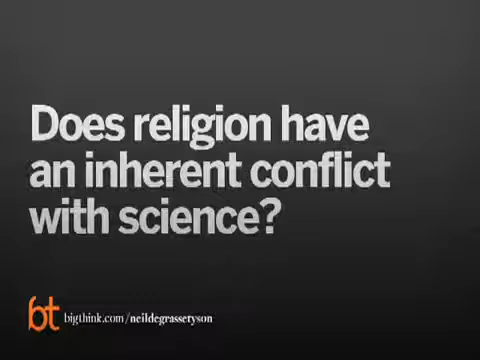 Does religion have
an inherent conflict
with science?
bt bigthink.com/neildegrassetyson